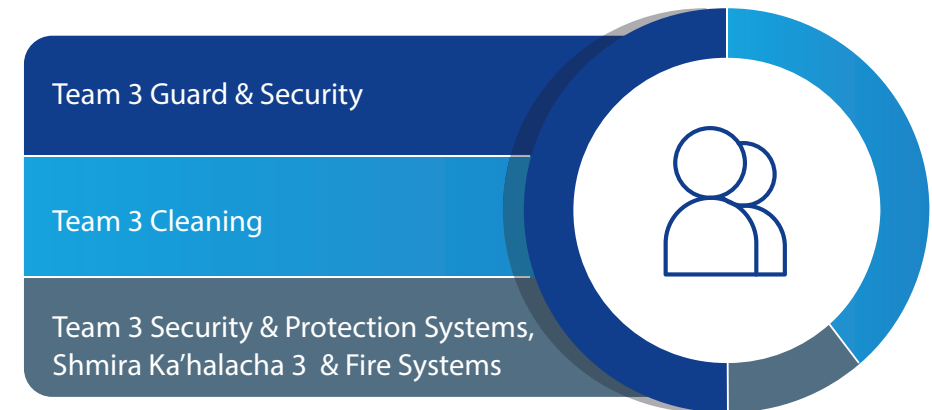 Team 3 Guard & Security
Team 3 Cleaning
Team 3 Security & Protection Systems,
Shmira Ka’halacha 3  & Fire Systems